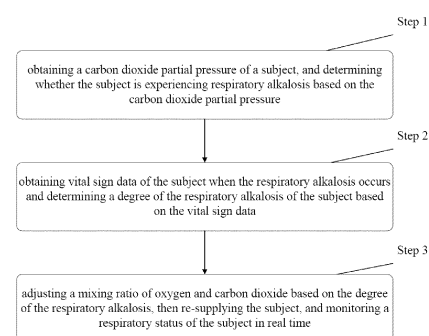 Step 1
obtaining a carbon dioxide partial pressure of a subject, and determining
whether the subject is experiencing respiratory alkalosis based on the
carbon dioxide partial pressure
Step 2
obtaining vital sign data of the subject when the respiratory alkalosis occurs
and determining a degree of the respiratory alkalosis of the subject based
on the vital sign data
Step 3
adjusting a mixing ratio of oxygen and carbon dioxide based on the degree
of the respiratory alkalosis, then re-supplying the subject, and monitoring a
respiratory status of the subject in real time